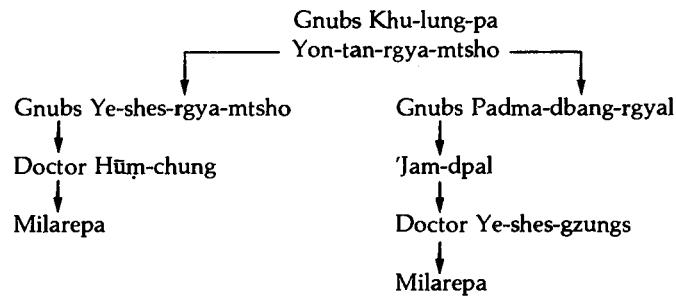 Gnubs Khu-lung-pa
Yon-tan-rgya-mtsho
Gnubs Ye-shes-rgya-mtsho
Gnubs Padma-dbang-rgyal
Doctor Hūṃ-chung
'Jam-dpal
Milarepa
Doctor Ye-shes-gzungs
Milarepa